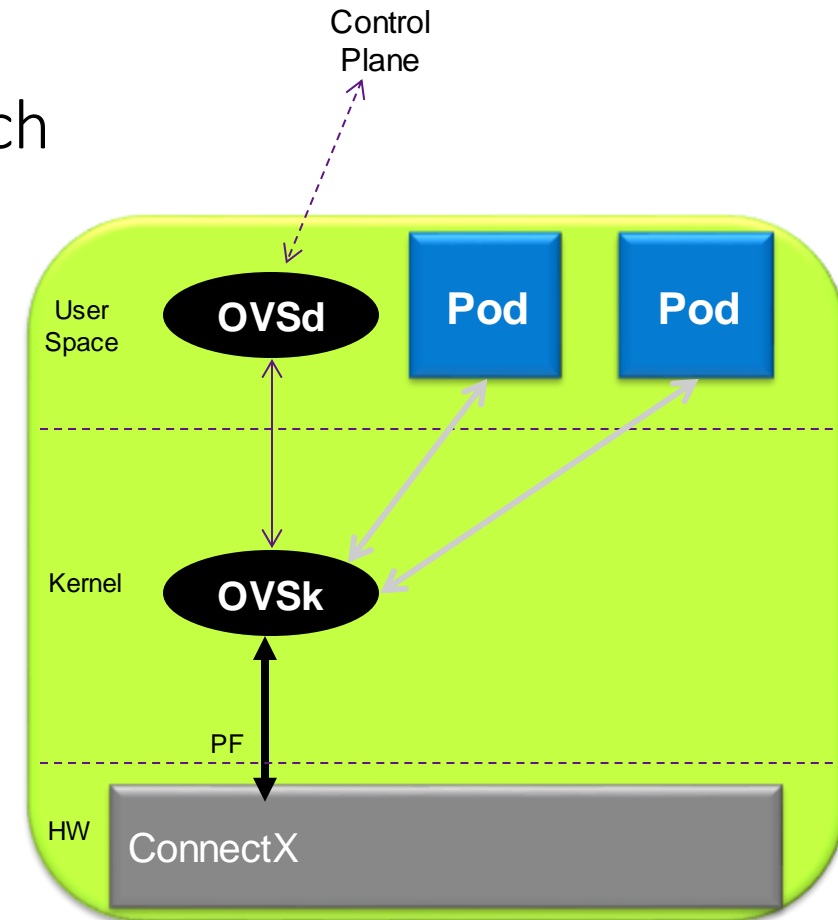 Control
Plane
ch
User
Space
OVSd
Pod
Pod
Kernel
OVSk
PF
HW
ConnectX